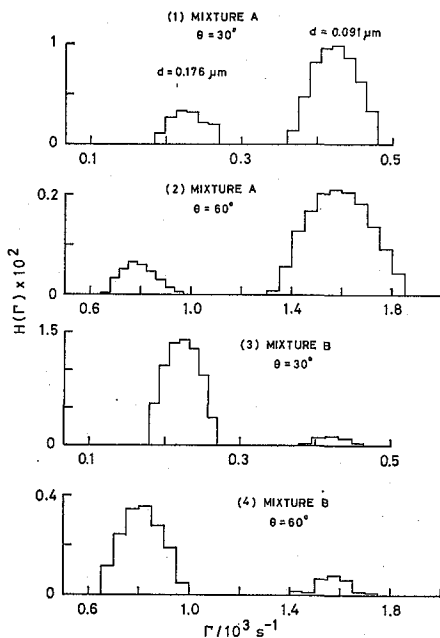 (1) MIXTURE A
θ = 30°
d = 0.176 μm
d = 0.091 μm
1
0
0.1 0.3 0.5
(2) MIXTURE A
θ = 60°
0.2
0
0.6 1.0 1.4 1.8
H(Γ) x 10²
(3) MIXTURE B
θ = 30°
1.5
0
0.1 0.3 0.5
(4) MIXTURE B
θ = 60°
0.4
0
0.6 1.0 1.4 1.8
Γ/10³ s⁻¹